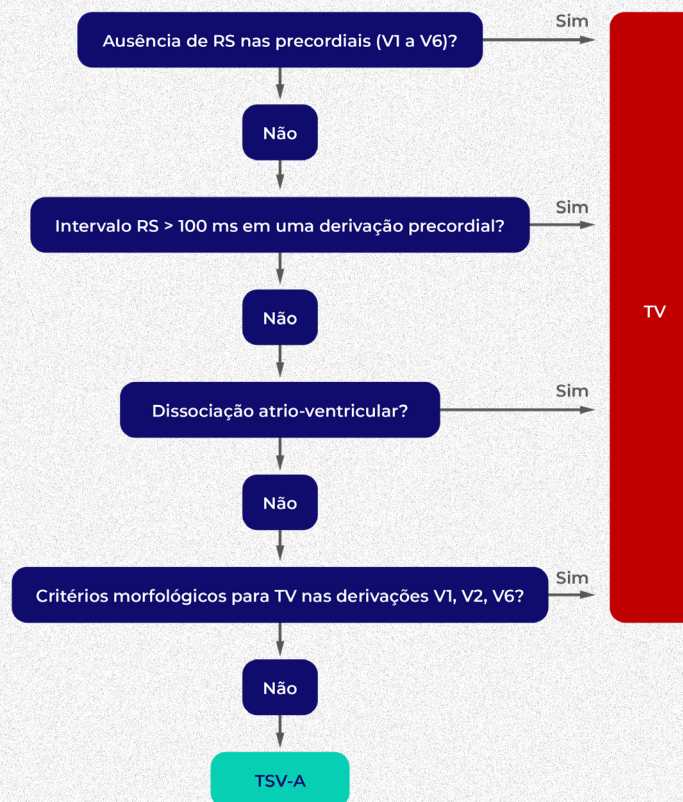 Ausência de RS nas precordiais (V1 a V6)?
Sim
Não
Intervalo RS > 100 ms em uma derivação precordial?
Sim
Não
TV
Dissociação atrio-ventricular?
Sim
Não
Critérios morfológicos para TV nas derivações V1, V2, V6?
Sim
Não
TSV-A